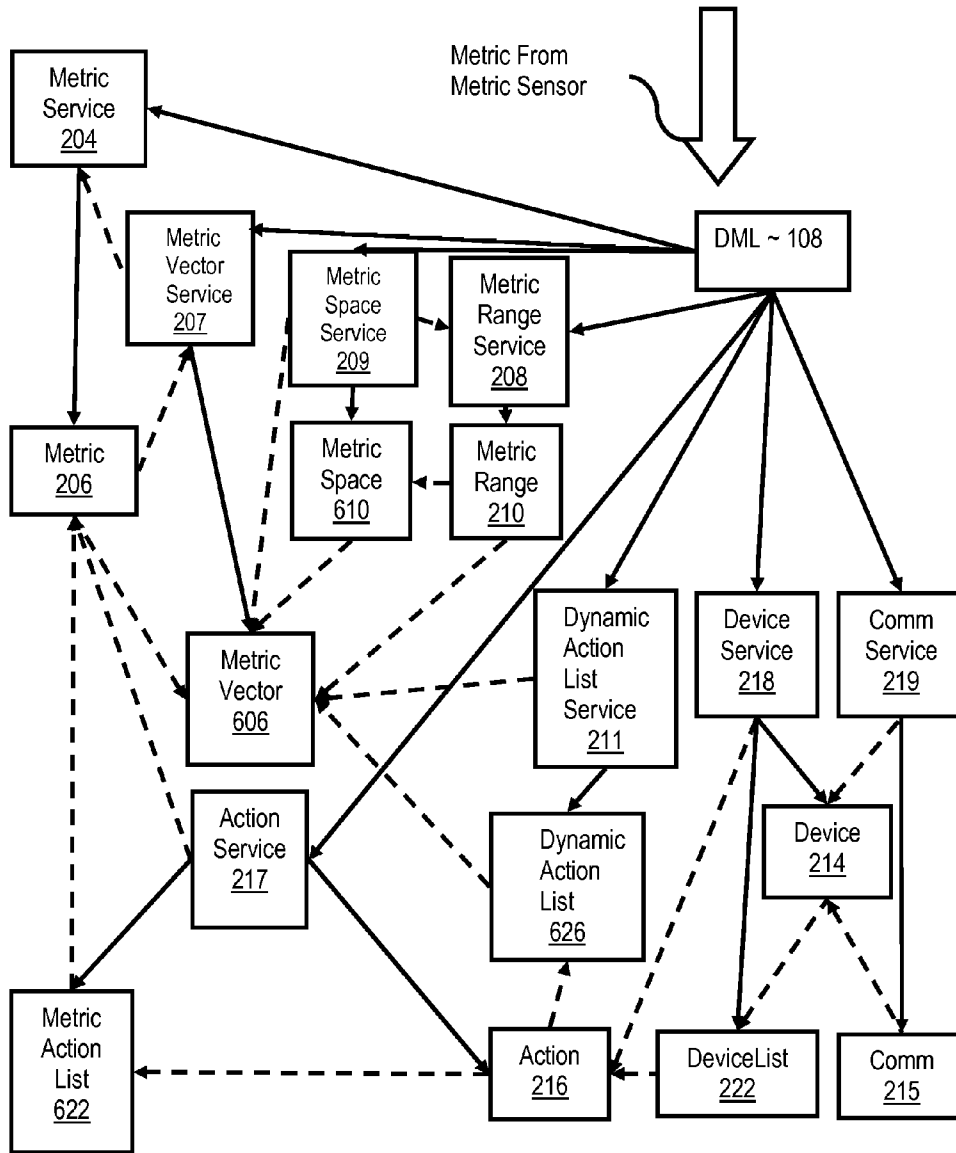 Metric From
Metric Sensor
Metric
Service
204
DML ~ 108
Metric
Vector
Service
207
Metric
Space
Service
209
Metric
Range
Service
208
Metric
206
Metric
Space
610
Metric
Range
210
Metric
Vector
606
Dynamic
Action
List
Service
211
Device
Service
218
Comm
Service
219
Action
Service
217
Dynamic
Action
List
626
Device
214
Metric
Action
List
622
Action
216
DeviceList
222
Comm
215